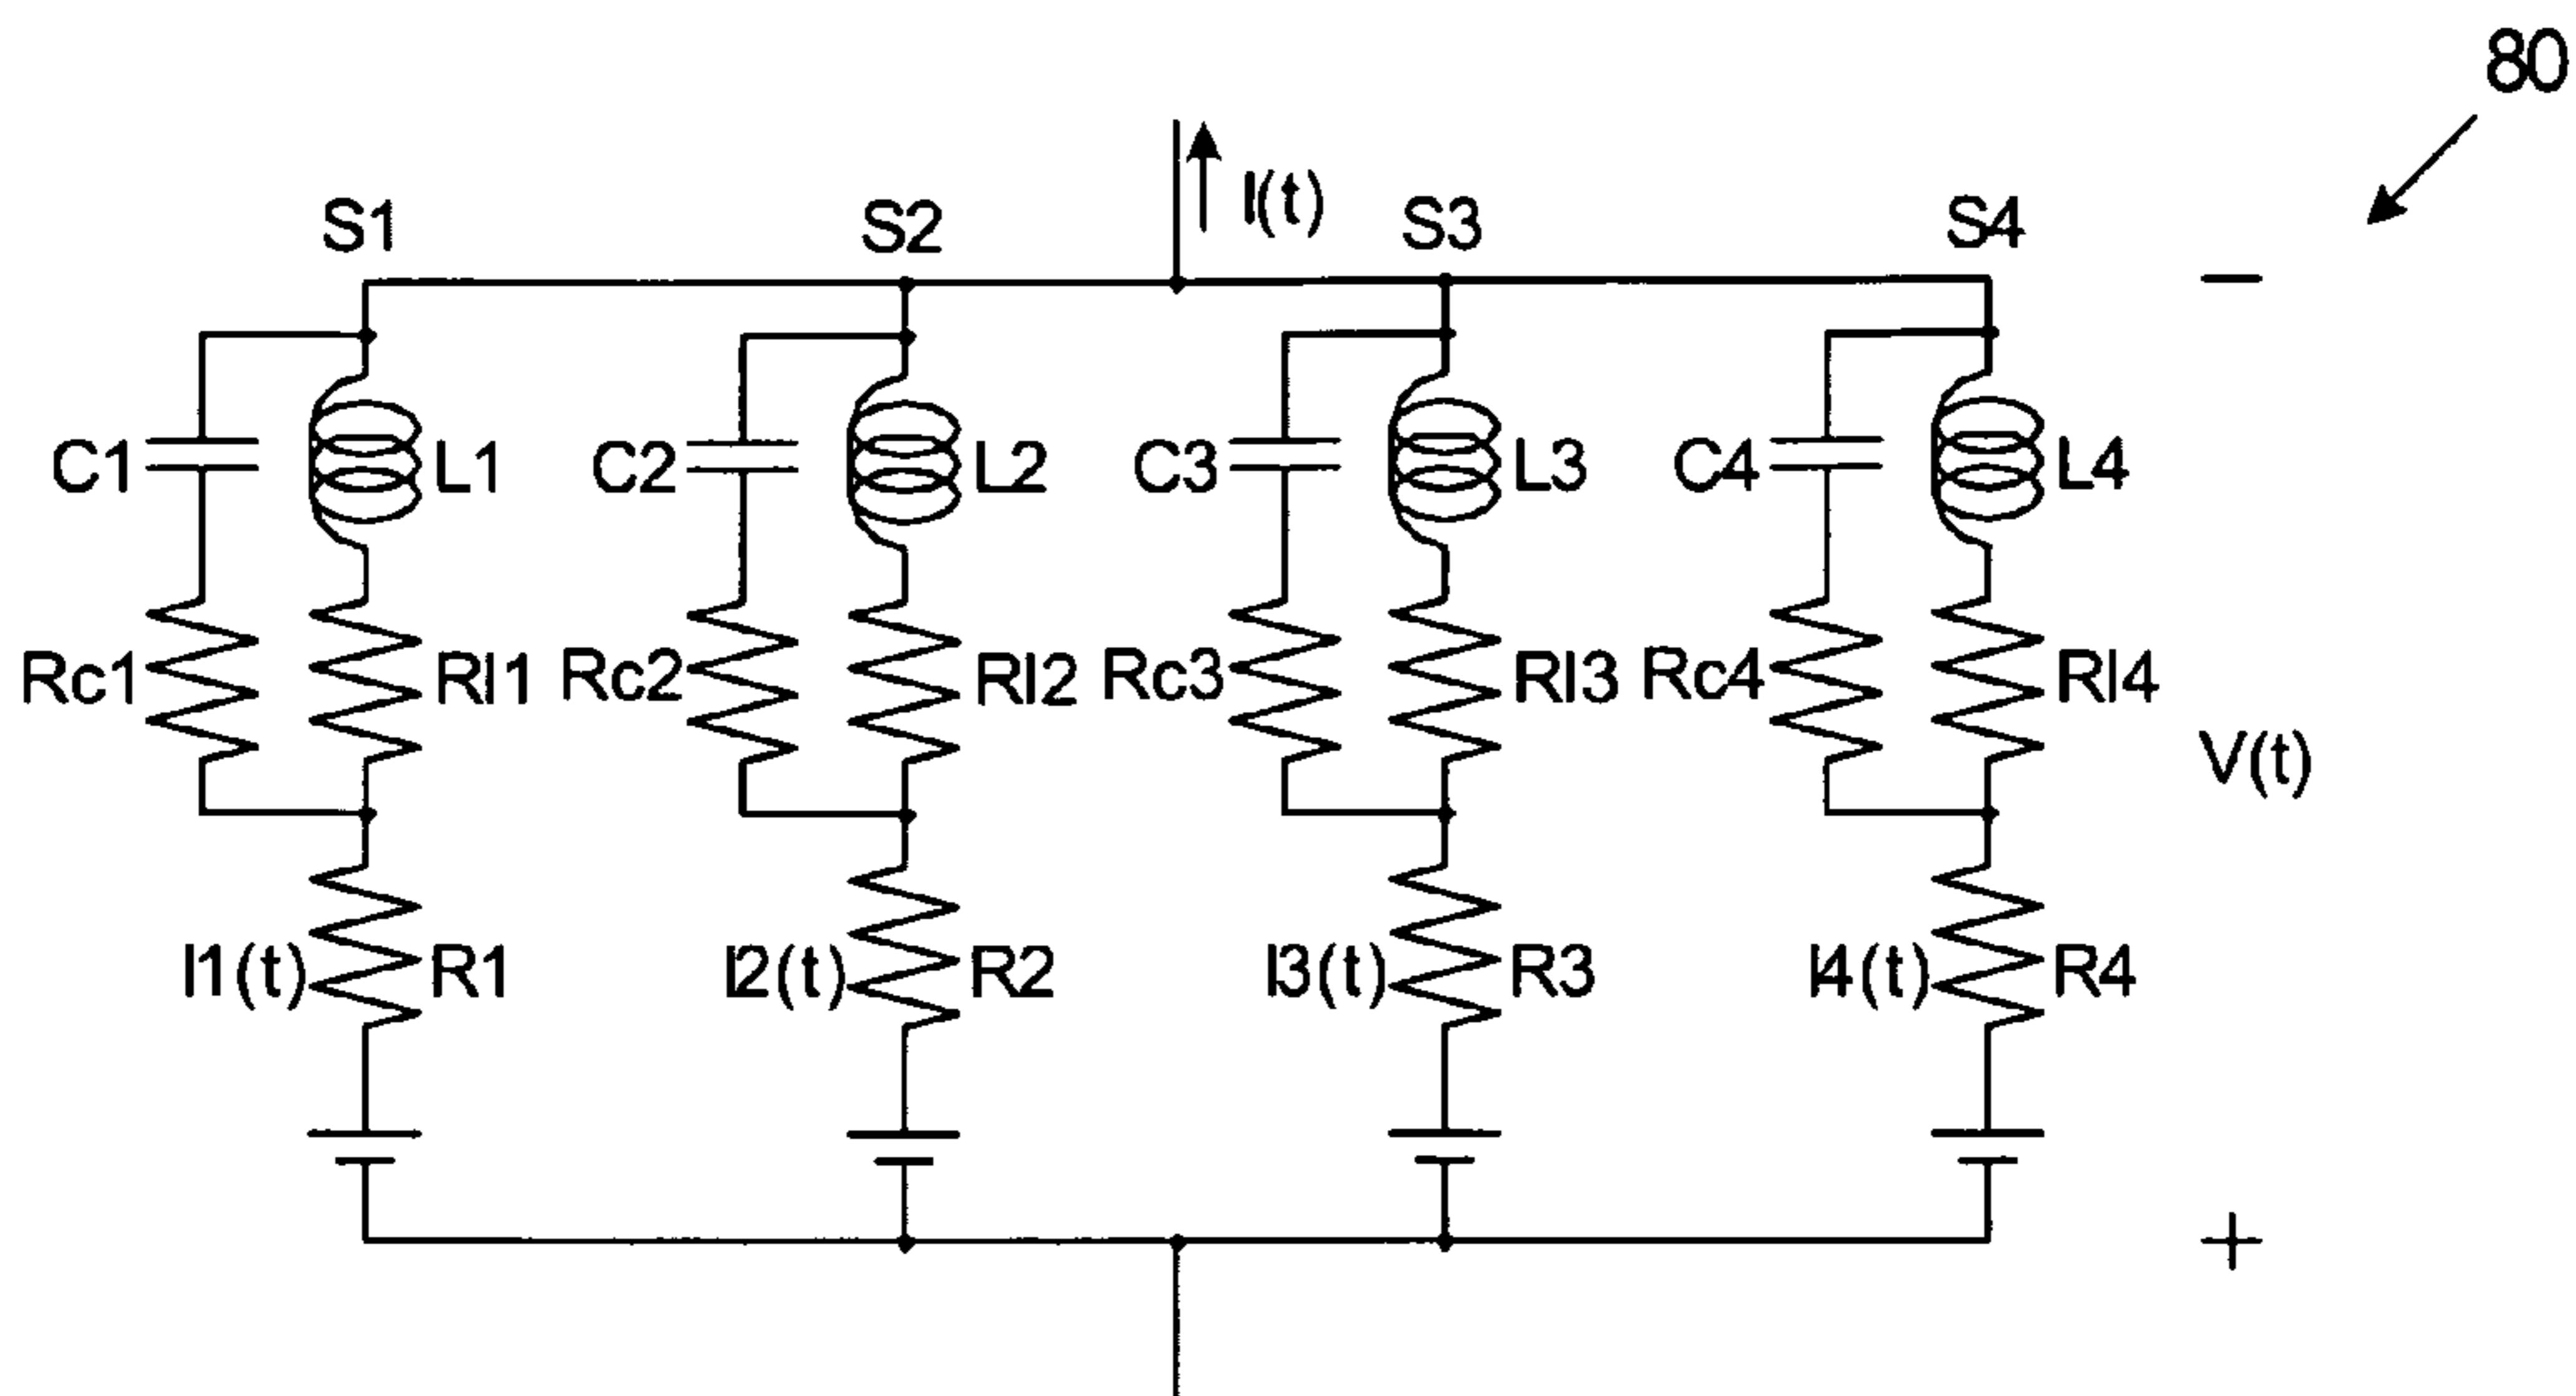 80
I(t)
S1 S2 S3 S4
−
C1 L1 C2 L2 C3 L3 C4 L4
Rc1 Rl1 Rc2 Rl2 Rc3 Rl3 Rc4 Rl4
V(t)
I1(t) R1 I2(t) R2 I3(t) R3 I4(t) R4
+